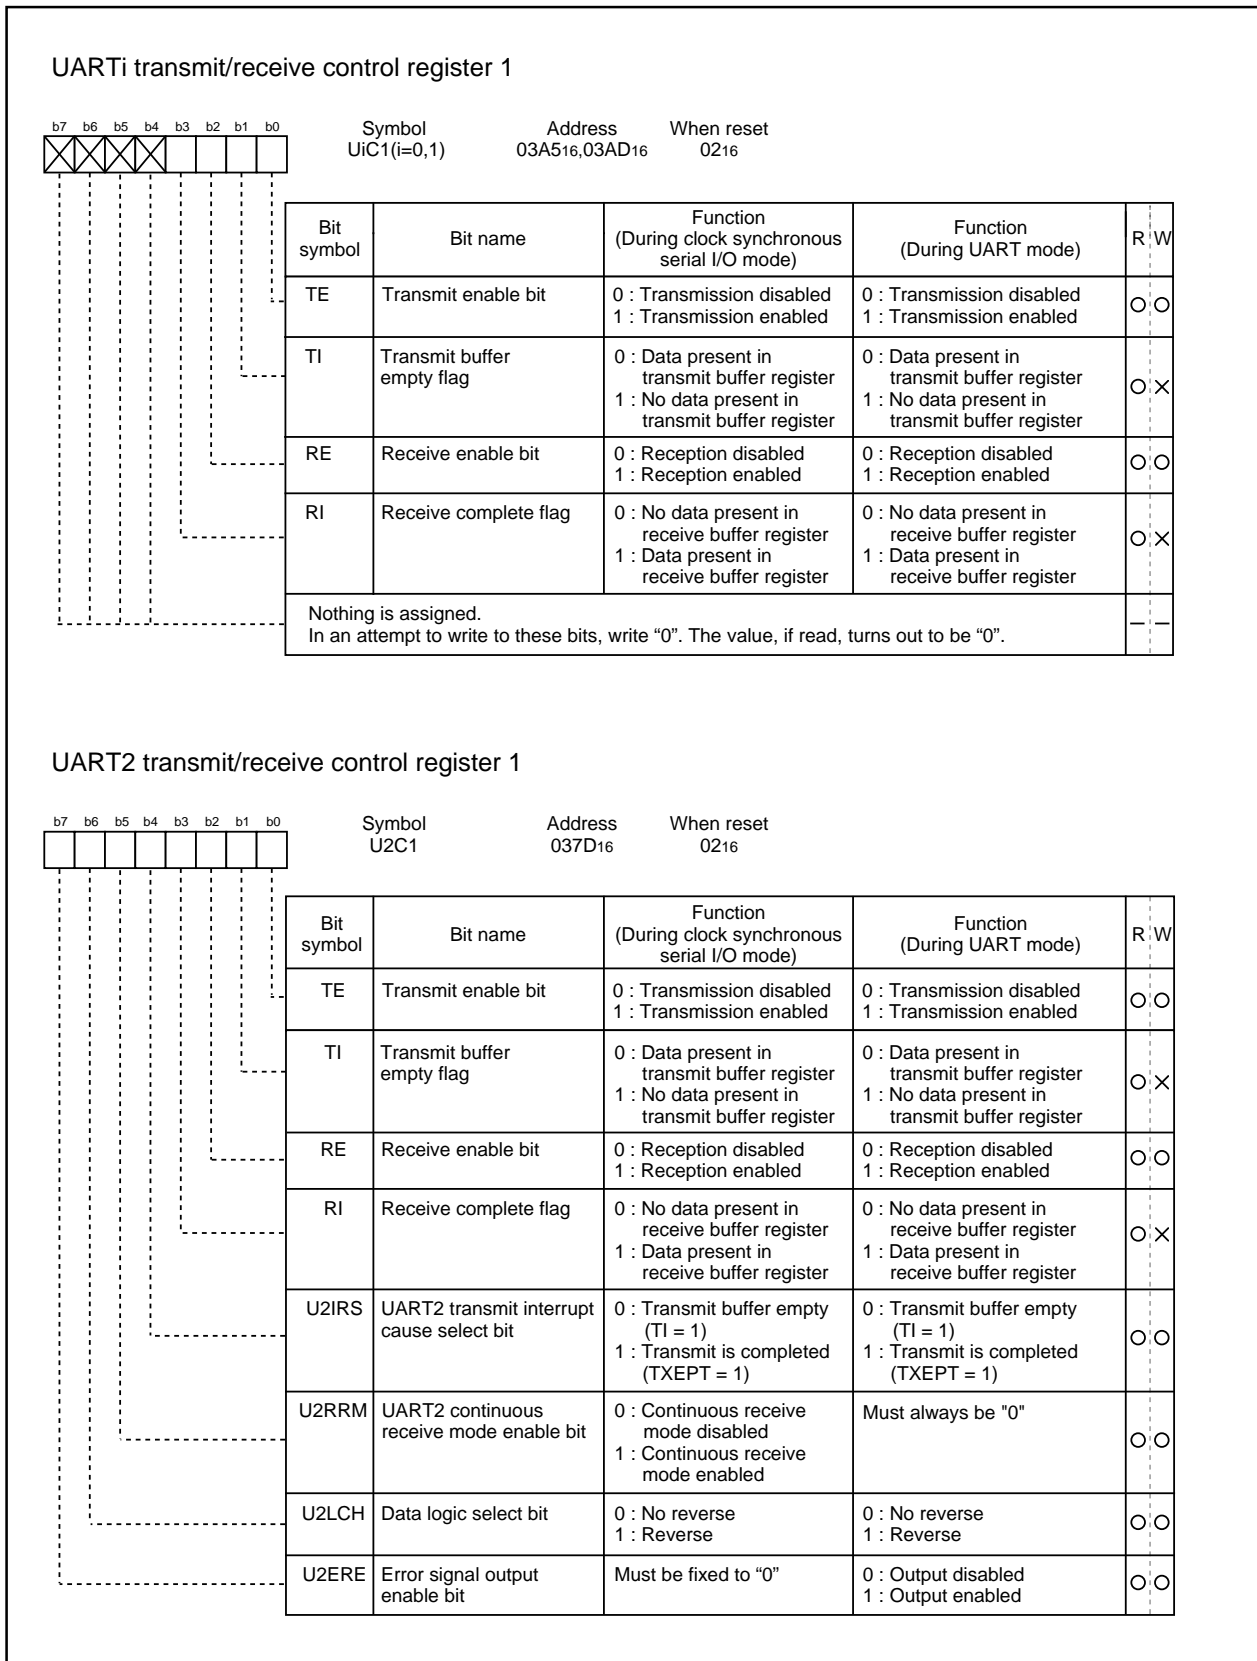 UARTi transmit/receive control register 1
b7 b6 b5 b4 b3 b2 b1 b0
Symbol Address When reset
UiC1(i=0,1) 03A516,03AD16 0216
Bit symbol Bit name Function (During clock synchronous serial I/O mode) Function (During UART mode) R W
TE Transmit enable bit 0 : Transmission disabled 0 : Transmission disabled
1 : Transmission enabled 1 : Transmission enabled
TI Transmit buffer 0 : Data present in 0 : Data present in
empty flag transmit buffer register transmit buffer register
1 : No data present in 1 : No data present in
transmit buffer register transmit buffer register
RE Receive enable bit 0 : Reception disabled 0 : Reception disabled
1 : Reception enabled 1 : Reception enabled
RI Receive complete flag 0 : No data present in 0 : No data present in
receive buffer register receive buffer register
1 : Data present in 1 : Data present in
receive buffer register receive buffer register
Nothing is assigned.
In an attempt to write to these bits, write “0”. The value, if read, turns out to be “0”.
UART2 transmit/receive control register 1
b7 b6 b5 b4 b3 b2 b1 b0
Symbol Address When reset
U2C1 037D16 0216
Bit symbol Bit name Function (During clock synchronous serial I/O mode) Function (During UART mode) R W
TE Transmit enable bit 0 : Transmission disabled 0 : Transmission disabled
1 : Transmission enabled 1 : Transmission enabled
TI Transmit buffer 0 : Data present in 0 : Data present in
empty flag transmit buffer register transmit buffer register
1 : No data present in 1 : No data present in
transmit buffer register transmit buffer register
RE Receive enable bit 0 : Reception disabled 0 : Reception disabled
1 : Reception enabled 1 : Reception enabled
RI Receive complete flag 0 : No data present in 0 : No data present in
receive buffer register receive buffer register
1 : Data present in 1 : Data present in
receive buffer register receive buffer register
U2IRS UART2 transmit interrupt 0 : Transmit buffer empty 0 : Transmit buffer empty
cause select bit (TI = 1) (TI = 1)
1 : Transmit is completed 1 : Transmit is completed
(TXEPT = 1) (TXEPT = 1)
U2RRM UART2 continuous 0 : Continuous receive Must always be "0"
receive mode enable bit mode disabled
1 : Continuous receive
mode enabled
U2LCH Data logic select bit 0 : No reverse 0 : No reverse
1 : Reverse 1 : Reverse
U2ERE Error signal output Must be fixed to “0” 0 : Output disabled
enable bit 1 : Output enabled